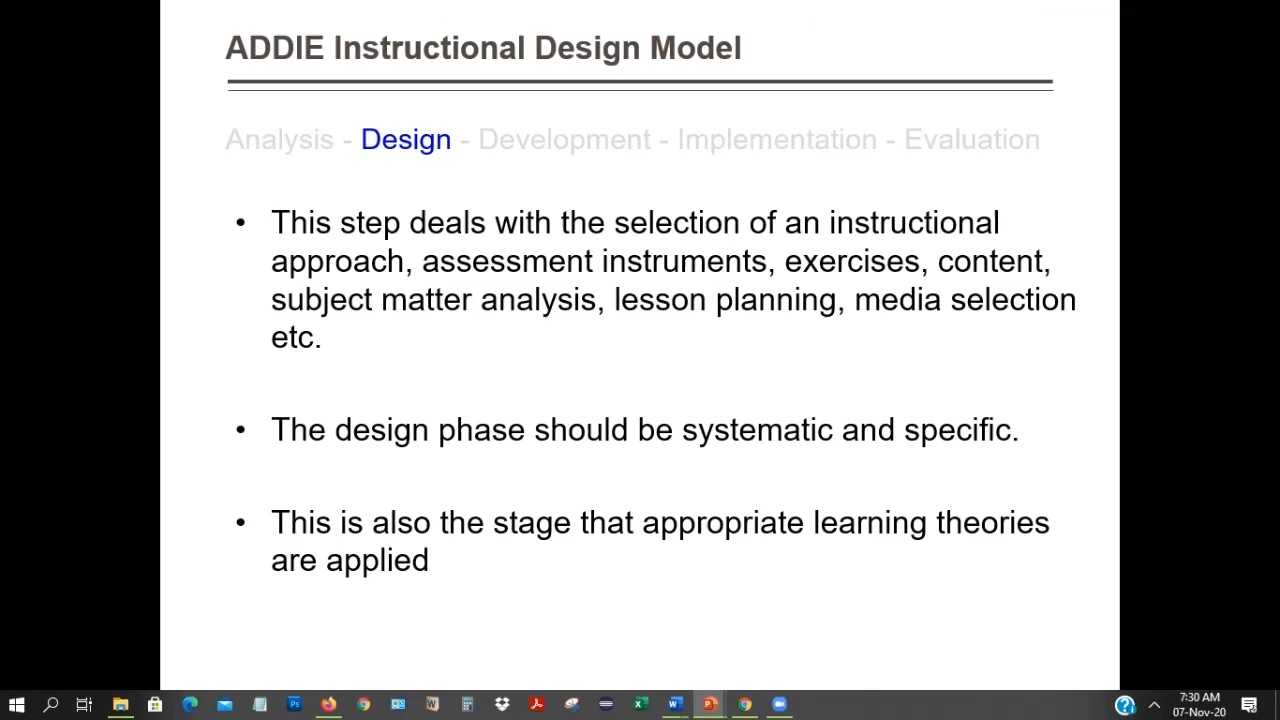 ADDIE Instructional Design Model
Analysis - Design - Development - Implementation - Evaluation
• This step deals with the selection of an instructional
approach, assessment instruments, exercises, content,
subject matter analysis, lesson planning, media selection
etc.
• The design phase should be systematic and specific.
• This is also the stage that appropriate learning theories
are applied
7:30 AM
07-Nov-20